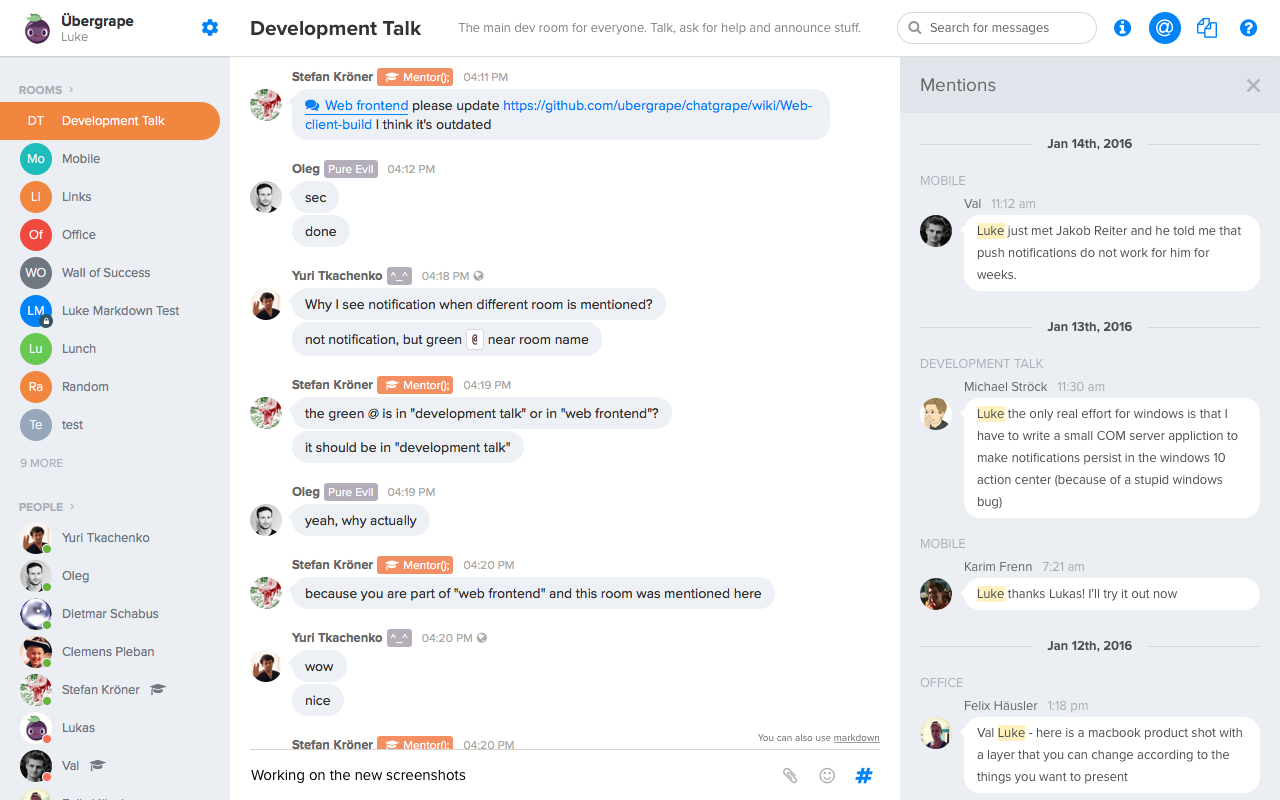 Übergrape
Luke
Development Talk
The main dev room for everyone. Talk, ask for help and announce stuff.
Search for messages
ROOMS
DT Development Talk
Mo Mobile
LI Links
Of Office
WO Wall of Success
LM Luke Markdown Test
Lu Lunch
Ra Random
Te test
9 MORE
PEOPLE
Yuri Tkachenko
Oleg
Dietmar Schabus
Clemens Pleban
Stefan Kröner
Lukas
Val
Stefan Kröner Mentor(); 04:11 PM
Web frontend please update https://github.com/ubergrape/chatgrape/wiki/Web-
client-build I think it's outdated
Oleg Pure Evil 04:12 PM
sec
done
Yuri Tkachenko ^_^ 04:18 PM
Why I see notification when different room is mentioned?
not notification, but green @ near room name
Stefan Kröner Mentor(); 04:19 PM
the green @ is in "development talk" or in "web frontend"?
it should be in "development talk"
Oleg Pure Evil 04:19 PM
yeah, why actually
Stefan Kröner Mentor(); 04:20 PM
because you are part of "web frontend" and this room was mentioned here
Yuri Tkachenko ^_^ 04:20 PM
wow
nice
Stefan Kröner Mentor(); 04:20 PM
You can also use markdown
Working on the new screenshots
Mentions
Jan 14th, 2016
MOBILE
Val 11:12 am
Luke just met Jakob Reiter and he told me that
push notifications do not work for him for
weeks.
Jan 13th, 2016
DEVELOPMENT TALK
Michael Ströck 11:30 am
Luke the only real effort for windows is that I
have to write a small COM server appliction to
make notifications persist in the windows 10
action center (because of a stupid windows
bug)
MOBILE
Karim Frenn 7:21 am
Luke thanks Lukas! I'll try it out now
Jan 12th, 2016
OFFICE
Felix Häusler 1:18 pm
Val Luke - here is a macbook product shot with
a layer that you can change according to the
things you want to present